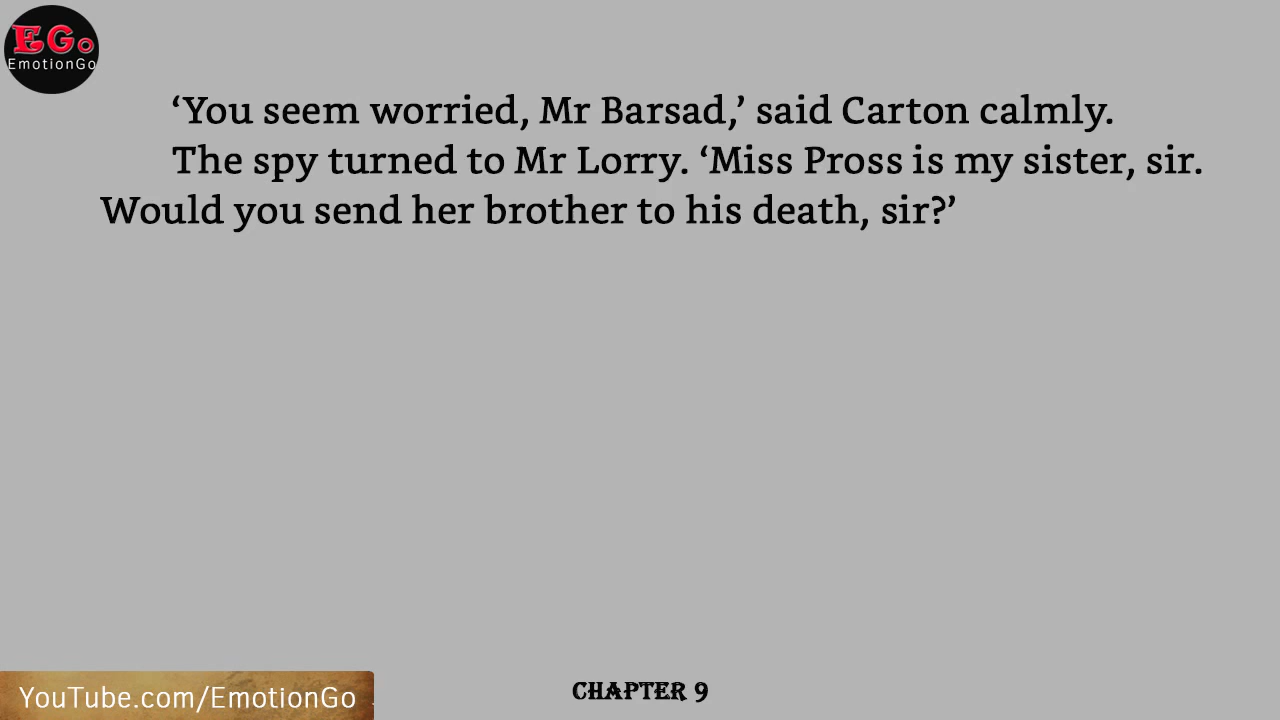 EGo
EmotionGo
‘You seem worried, Mr Barsad,’ said Carton calmly.
The spy turned to Mr Lorry. ‘Miss Pross is my sister, sir.
Would you send her brother to his death, sir?’
YouTube.com/EmotionGo
CHAPTER 9